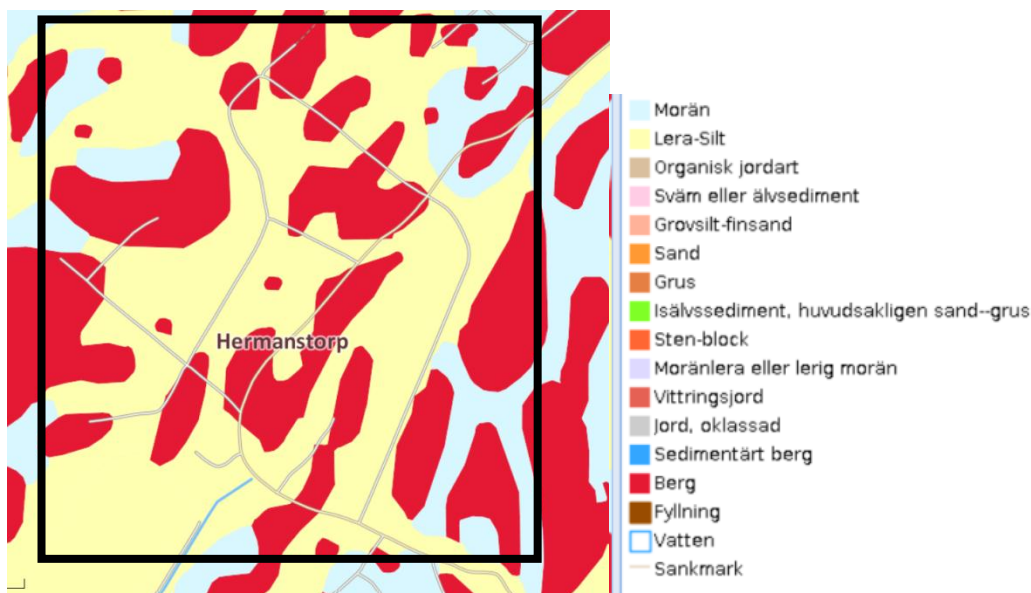 Hermanstorp
Morän
Lera-Silt
Organisk jordart
Sväm eller älvsediment
Grovsilt-finsand
Sand
Grus
Isälvssediment, huvudsakligen sand--grus
Sten-block
Moränlera eller lerig morän
Vittringsjord
Jord, oklassad
Sedimentärt berg
Berg
Fyllning
Vatten
Sankmark